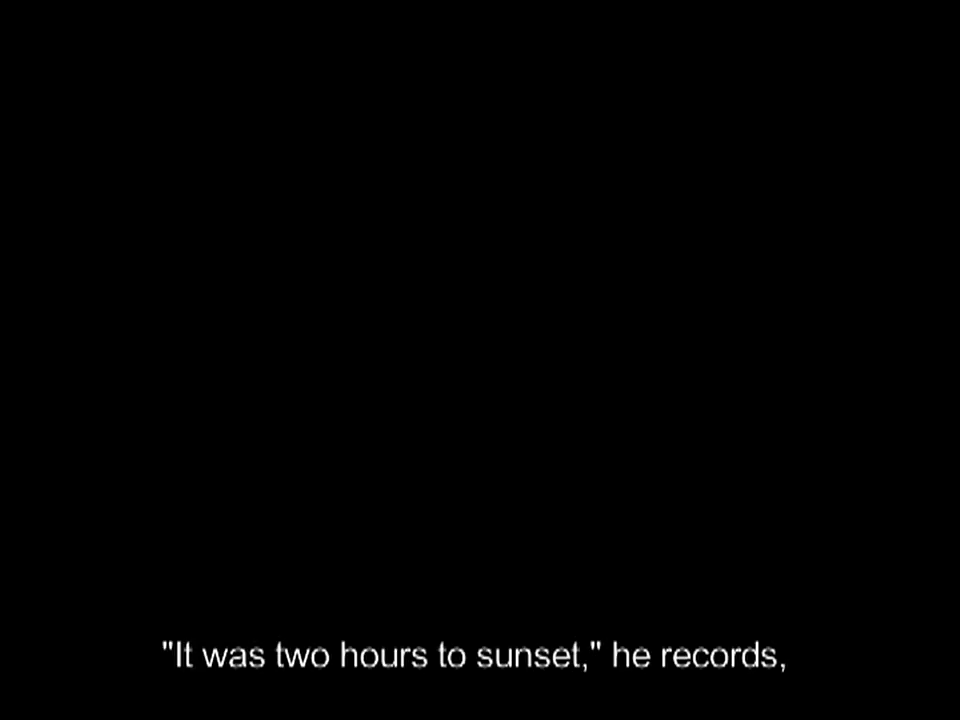 "It was two hours to sunset," he records,